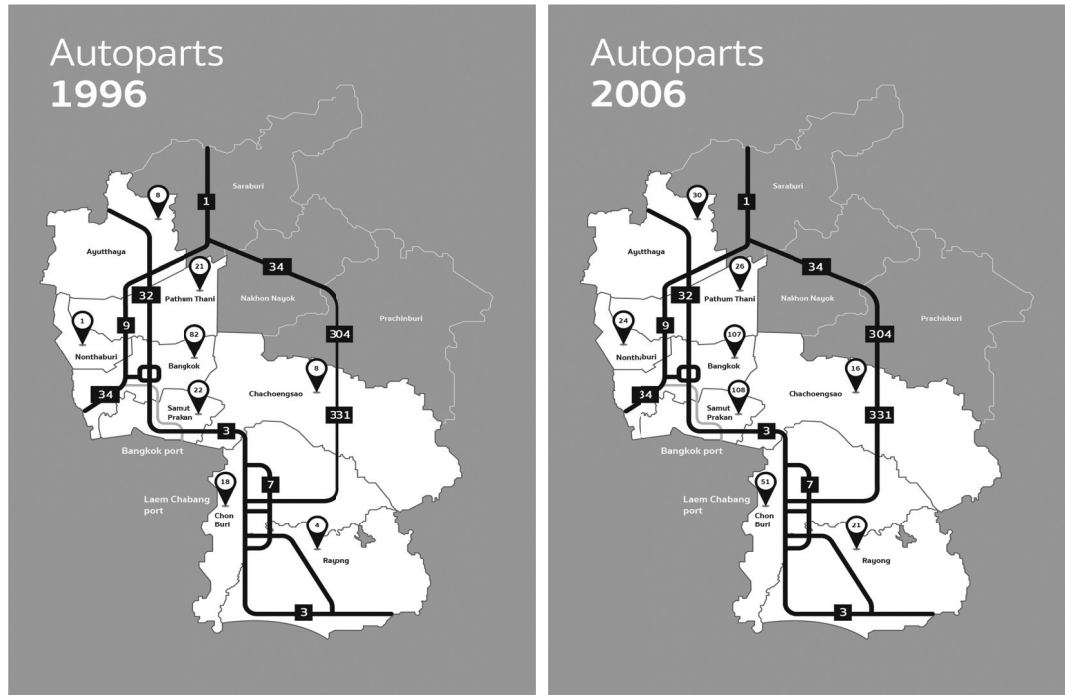 Autoparts
1996
Saraburi
8
1
Ayutthaya
21
34
32
Pathum Thani
Nakhon Nayok
Prachinburi
1
9
82
304
Nonthaburi
Bangkok
8
34
22
Chachoengsao
Samut
Prakan
331
3
Bangkok port
18
7
Laem Chabang
port
Chon
Buri
4
Rayong
3
Autoparts
2006
Saraburi
30
1
Ayutthaya
26
34
32
Pathum Thani
Nakhon Nayok
Prachinburi
24
9
107
304
Nonthaburi
Bangkok
16
34
108
Chachoengsao
Samut
Prakan
331
3
Bangkok port
51
7
Laem Chabang
port
Chon
Buri
21
Rayong
3